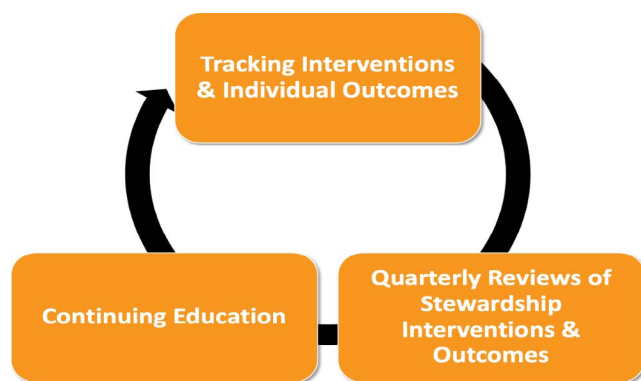 Tracking Interventions
& Individual Outcomes
Continuing Education
Quarterly Reviews of
Stewardship
Interventions &
Outcomes